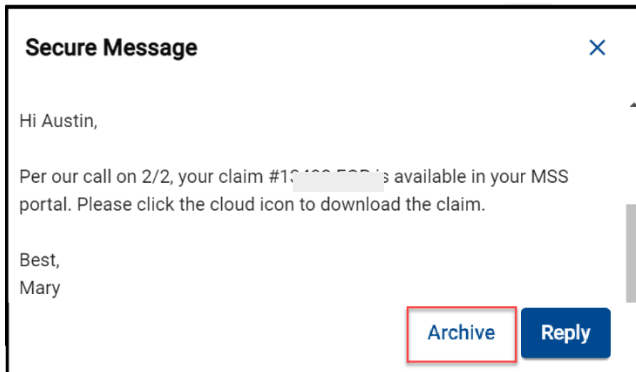 Secure Message
Hi Austin,
Per our call on 2/2, your claim is available in your MSS
portal. Please click the cloud icon to download the claim.
Best,
Mary
Archive
Reply